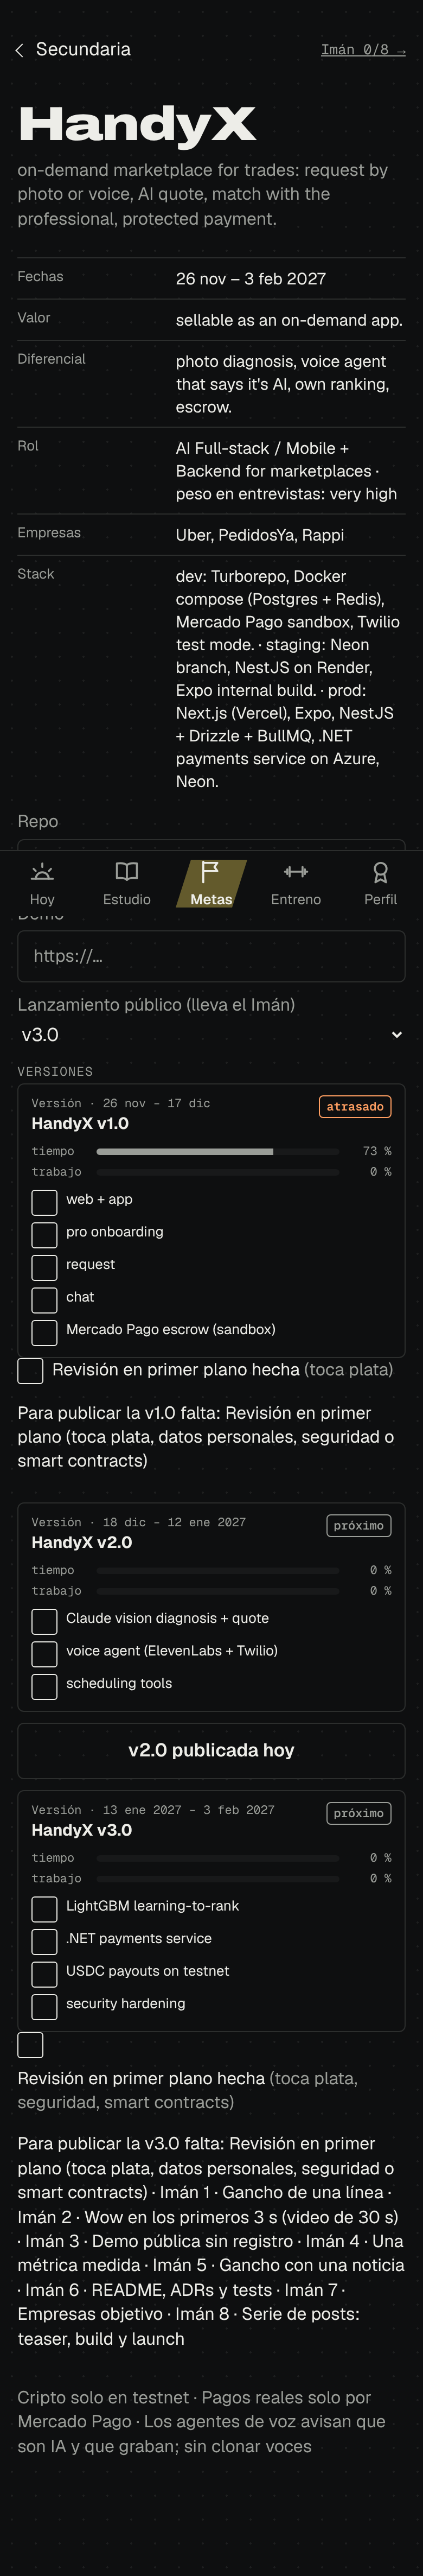 Secundaria
Imán 0/8 →
HandyX
on-demand marketplace for trades: request by
photo or voice, AI quote, match with the
professional, protected payment.
Fechas
26 nov – 3 feb 2027
Valor
sellable as an on-demand app.
Diferencial
photo diagnosis, voice agent
that says it's AI, own ranking,
escrow.
Rol
AI Full-stack / Mobile +
Backend for marketplaces ·
peso en entrevistas: very high
Empresas
Uber, PedidosYa, Rappi
Stack
dev: Turborepo, Docker
compose (Postgres + Redis),
Mercado Pago sandbox, Twilio
test mode. · staging: Neon
branch, NestJS on Render,
Expo internal build. · prod:
Next.js (Vercel), Expo, NestJS
+ Drizzle + BullMQ, .NET
payments service on Azure,
Neon.
Repo
Hoy
Estudio
Metas
Entreno
Perfil
Demo
https://…
Lanzamiento público (lleva el Imán)
v3.0
VERSIONES
Versión · 26 nov – 17 dic
atrasado
HandyX v1.0
tiempo
73 %
trabajo
0 %
web + app
pro onboarding
request
chat
Mercado Pago escrow (sandbox)
Revisión en primer plano hecha (toca plata)
Para publicar la v1.0 falta: Revisión en primer
plano (toca plata, datos personales, seguridad o
smart contracts)
Versión · 18 dic – 12 ene 2027
próximo
HandyX v2.0
tiempo
0 %
trabajo
0 %
Claude vision diagnosis + quote
voice agent (ElevenLabs + Twilio)
scheduling tools
v2.0 publicada hoy
Versión · 13 ene 2027 – 3 feb 2027
próximo
HandyX v3.0
tiempo
0 %
trabajo
0 %
LightGBM learning-to-rank
.NET payments service
USDC payouts on testnet
security hardening
Revisión en primer plano hecha (toca plata,
seguridad, smart contracts)
Para publicar la v3.0 falta: Revisión en primer
plano (toca plata, datos personales, seguridad o
smart contracts) · Imán 1 · Gancho de una línea ·
Imán 2 · Wow en los primeros 3 s (video de 30 s)
· Imán 3 · Demo pública sin registro · Imán 4 · Una
métrica medida · Imán 5 · Gancho con una noticia
· Imán 6 · README, ADRs y tests · Imán 7 ·
Empresas objetivo · Imán 8 · Serie de posts:
teaser, build y launch
Cripto solo en testnet · Pagos reales solo por
Mercado Pago · Los agentes de voz avisan que
son IA y que graban; sin clonar voces